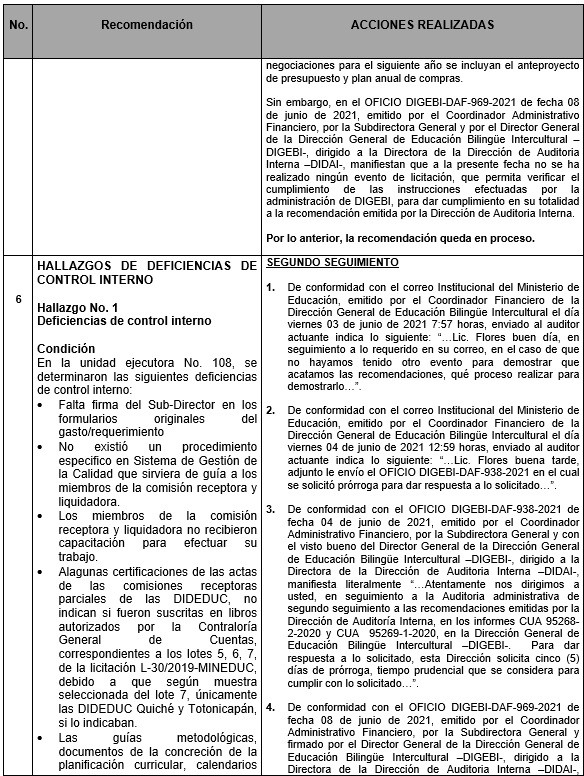 No.
Recomendación
ACCIONES REALIZADAS
negociaciones para el siguiente año se incluyan el anteproyecto
de presupuesto y plan anual de compras.
Sin embargo, en el OFICIO DIGEBI-DAF-969-2021 de fecha 08
de junio de 2021, emitido por el Coordinador Administrativo
Financiero, por la Subdirectora General y por el Director General
de la Dirección General de Educación Bilingüe Intercultural –
DIGEBI-, dirigido a la Directora de la Dirección de Auditoria
Interna –DIDAI-, manifiestan que a la presente fecha no se ha
realizado ningún evento de licitación, que permita verificar el
cumplimiento de las instrucciones efectuadas por la
administración de DIGEBI, para dar cumplimiento en su totalidad
a la recomendación emitida por la Dirección de Auditoria Interna.
Por lo anterior, la recomendación queda en proceso.
6
HALLAZGOS DE DEFICIENCIAS DE
CONTROL INTERNO
Hallazgo No. 1
Deficiencias de control interno
Condición
En la unidad ejecutora No. 108, se
determinaron las siguientes deficiencias
de control interno:
• Falta firma del Sub-Director en los
formularios originales del
gasto/requerimiento
• No existió un procedimiento
especifico en Sistema de Gestión de
la Calidad que sirviera de guía a los
miembros de la comisión receptora y
liquidadora.
• Los miembros de la comisión
receptora y liquidadora no recibieron
capacitación para efectuar su
trabajo.
• Alagunas certificaciones de las actas
de las comisiones receptoras
parciales de las DIDEDUC, no
indican si fueron suscritas en libros
autorizados por la Contraloría
General de Cuentas,
correspondientes a los lotes 5, 6, 7,
de la licitación L-30/2019-MINEDUC,
debido a que según muestra
seleccionada del lote 7, únicamente
las DIDEDUC Quiché y Totonicapán,
si lo indicaban.
• Las guías metodológicas,
documentos de la concreción de la
planificación curricular, calendarios
SEGUNDO SEGUIMIENTO
1. De conformidad con el correo Institucional del Ministerio de
Educación, emitido por el Coordinador Financiero de la
Dirección General de Educación Bilingüe Intercultural el día
viernes 03 de junio de 2021 7:57 horas, enviado al auditor
actuante indica lo siguiente: “…Lic. Flores buen día, en
seguimiento a lo requerido en su correo, en el caso de que
no hayamos tenido otro evento para demostrar que
acatamos las recomendaciones, qué proceso realizar para
demostrarlo…”.
2. De conformidad con el correo Institucional del Ministerio de
Educación, emitido por el Coordinador Financiero de la
Dirección General de Educación Bilingüe Intercultural el día
viernes 04 de junio de 2021 12:59 horas, enviado al auditor
actuante indica lo siguiente: “…Lic. Flores buena tarde,
adjunto le envío el OFICIO DIGEBI-DAF-938-2021 en el cual
se solicitó prórroga para dar respuesta a lo solicitado…”.
3. De conformidad con el OFICIO DIGEBI-DAF-938-2021 de
fecha 04 de junio de 2021, emitido por el Coordinador
Administrativo Financiero, por la Subdirectora General y con
el visto bueno del Director General de la Dirección General
de Educación Bilingüe Intercultural –DIGEBI-, dirigido a la
Directora de la Dirección de Auditoria Interna –DIDAI-,
manifiesta literalmente “…Atentamente nos dirigimos a
usted, en seguimiento a la Auditoria administrativa de
segundo seguimiento a las recomendaciones emitidas por la
Dirección de Auditoría Interna, en los informes CUA 95268-
2-2020 y CUA 95269-1-2020, en la Dirección General de
Educación Bilingüe Intercultural –DIGEBI-. Para dar
respuesta a lo solicitado, esta Dirección solicita cinco (5)
días de prórroga, tiempo prudencial que se considera para
cumplir con lo solicitado…”.
4. De conformidad con el OFICIO DIGEBI-DAF-969-2021 de
fecha 08 de junio de 2021, emitido por el Coordinador
Administrativo Financiero, por la Subdirectora General y
firmado por el Director General de la Dirección General de
Educación Bilingüe Intercultural –DIGEBI-, dirigido a la
Directora de la Dirección de Auditoria Interna –DIDAI-,